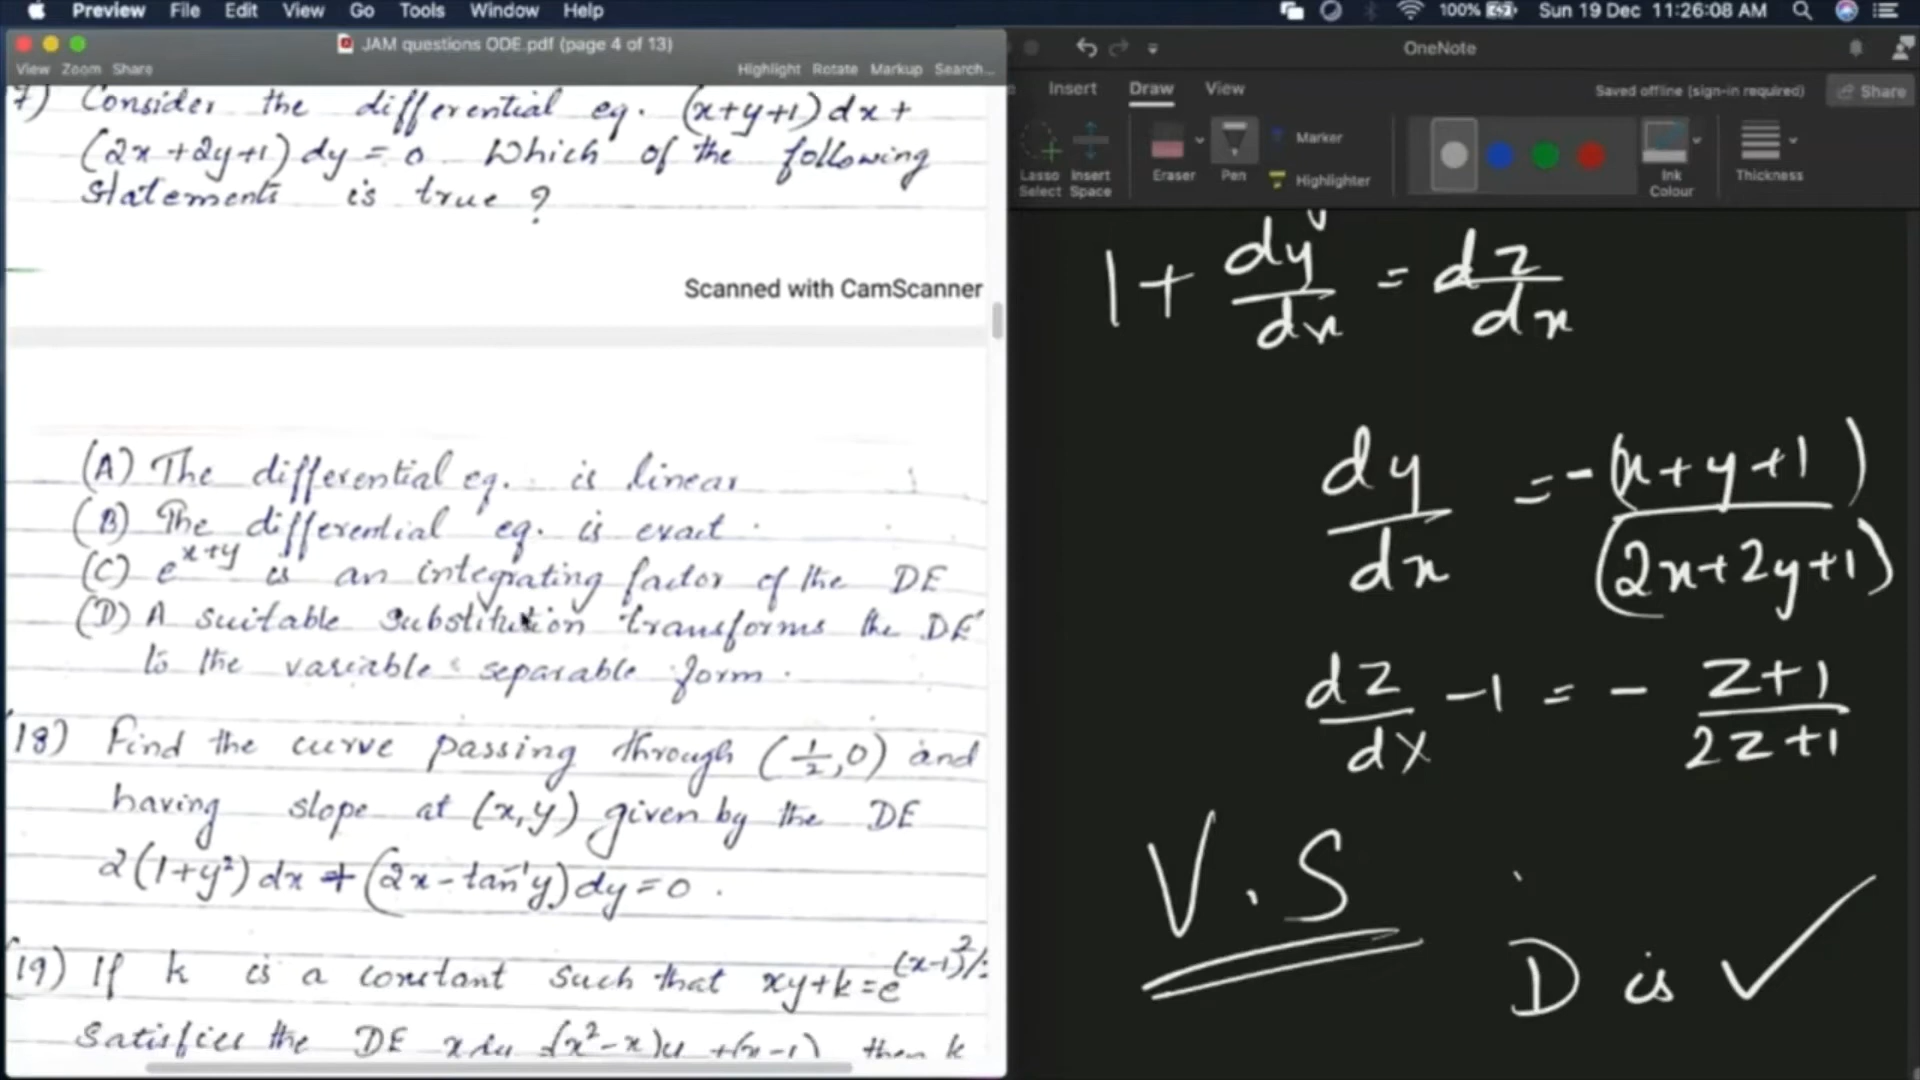 Preview File Edit View Go Tools Window Help
100% Sun 19 Dec 11:26:08 AM
JAM questions ODE.pdf (page 4 of 13)
View Zoom Share
Highlight Rotate Markup Search...
7) Consider the differential eq. (x+y+1) dx +
(2x+2y+1) dy = 0. Which of the following
statements is true?
Scanned with CamScanner
(A) The differential eq. is linear
(B) The differential eq. is exact.
(C) e^{x+y} is an integrating factor of the DE
(D) A suitable substitution transforms the DE
to the variable separable form.
18) Find the curve passing through (1/2,0) and
having slope at (x,y) given by the DE
2(1+y²) dx + (2x-tan⁻¹y) dy = 0.
19) If k is a constant such that xy+k=e^{(x-1)²/
satisfies the DE x dy (x²-x)y +(x-1) then k
OneNote
Insert Draw View
Saved offline (sign-in required) Share
Lasso Select
Insert Space
Eraser
Pen
Marker
Highlighter
Ink Colour
Thickness
1 + dy/dx = dz/dx
dy/dx = -(x+y+1)/(2x+2y+1)
dz/dx -1 = - z+1/2z+1
V.S
D is ✓